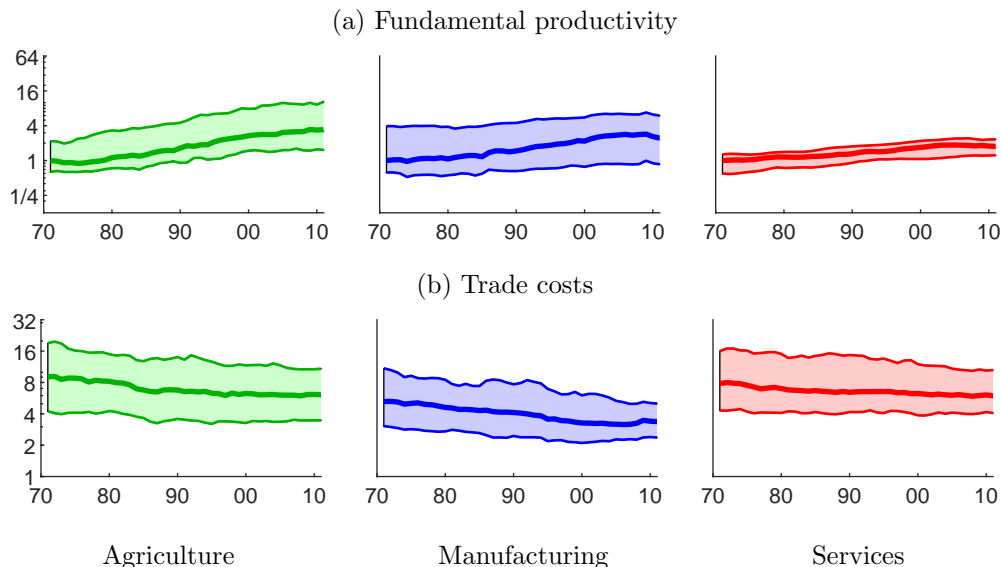 (a) Fundamental productivity
64
16
4
1
1/4
70 80 90 00 10
70 80 90 00 10
70 80 90 00 10
(b) Trade costs
32
16
8
4
2
1
70 80 90 00 10
70 80 90 00 10
70 80 90 00 10
Agriculture Manufacturing Services